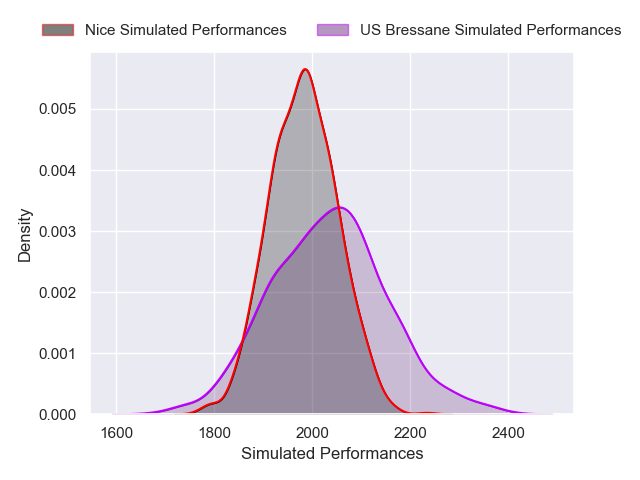 Nice Simulated Performances
US Bressane Simulated Performances
0.005
0.004
0.003
0.002
0.001
0.000
Density
1600 1800 2000 2200 2400
Simulated Performances